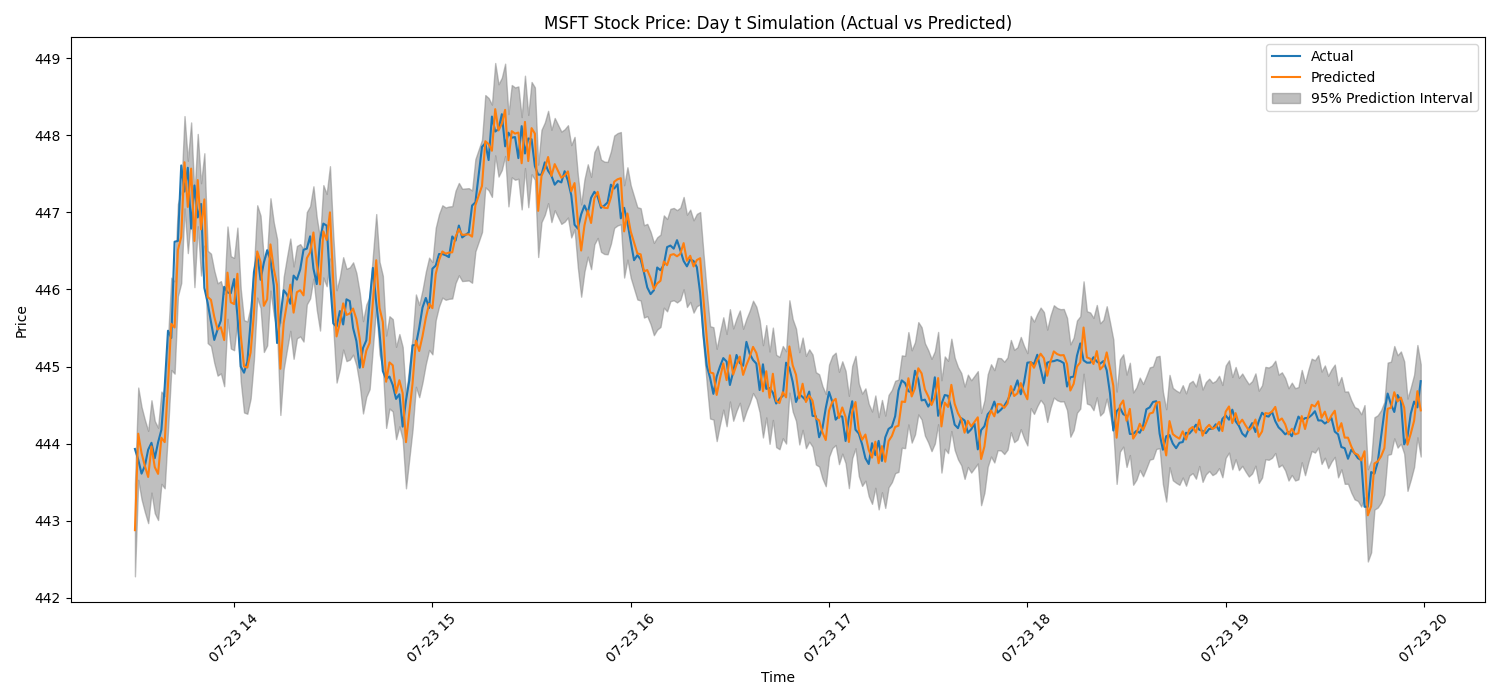 MSFT Stock Price: Day t Simulation (Actual vs Predicted)
Actual
Predicted
95% Prediction Interval
Price
449
448
447
446
445
444
443
442
07-23 14
07-23 15
07-23 16
07-23 17
07-23 18
07-23 19
07-23 20
Time